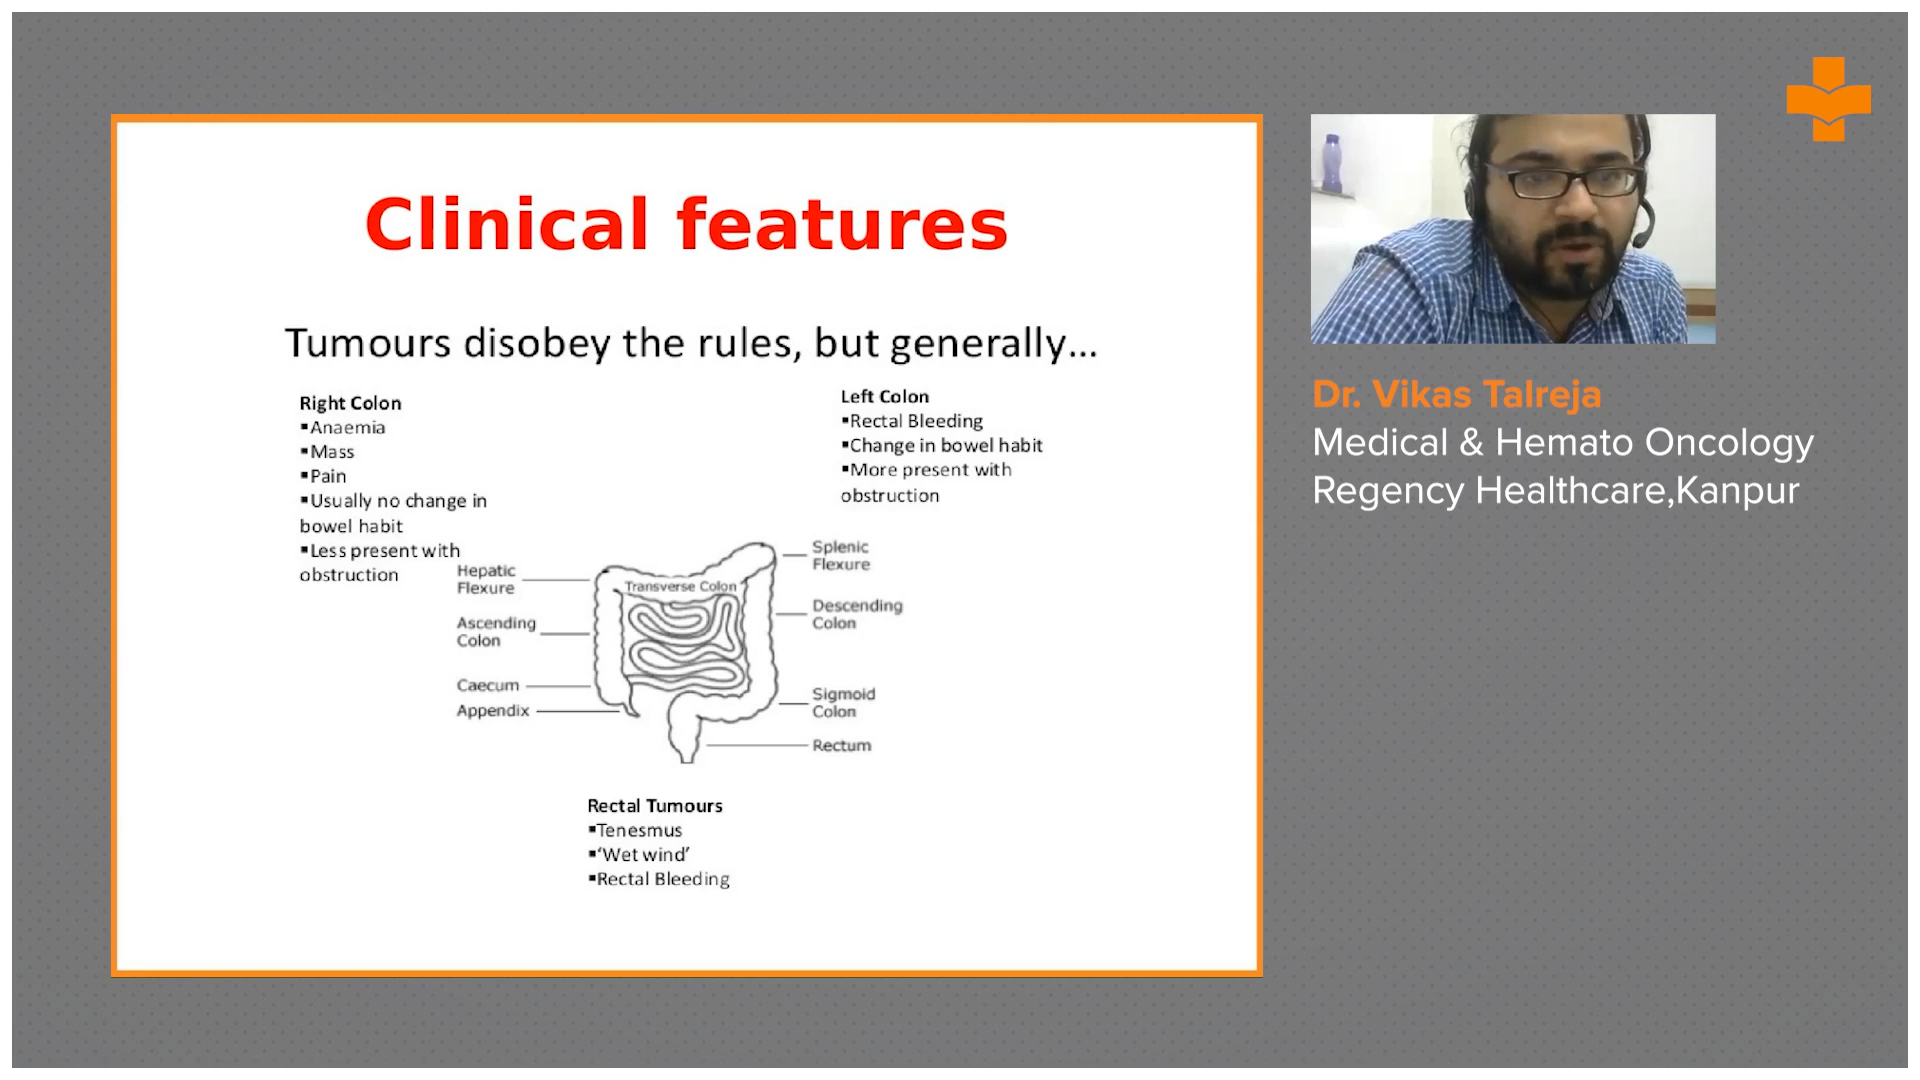 Clinical features
Tumours disobey the rules, but generally...
Right Colon
▪Anaemia
▪Mass
▪Pain
▪Usually no change in
bowel habit
▪Less present with
obstruction
Left Colon
▪Rectal Bleeding
▪Change in bowel habit
▪More present with
obstruction
Hepatic
Flexure
Ascending
Colon
Caecum
Appendix
Transverse Colon
Splenic
Flexure
Descending
Colon
Sigmoid
Colon
Rectum
Rectal Tumours
▪Tenesmus
▪‘Wet wind’
▪Rectal Bleeding
Dr. Vikas Talreja
Medical & Hemato Oncology
Regency Healthcare,Kanpur